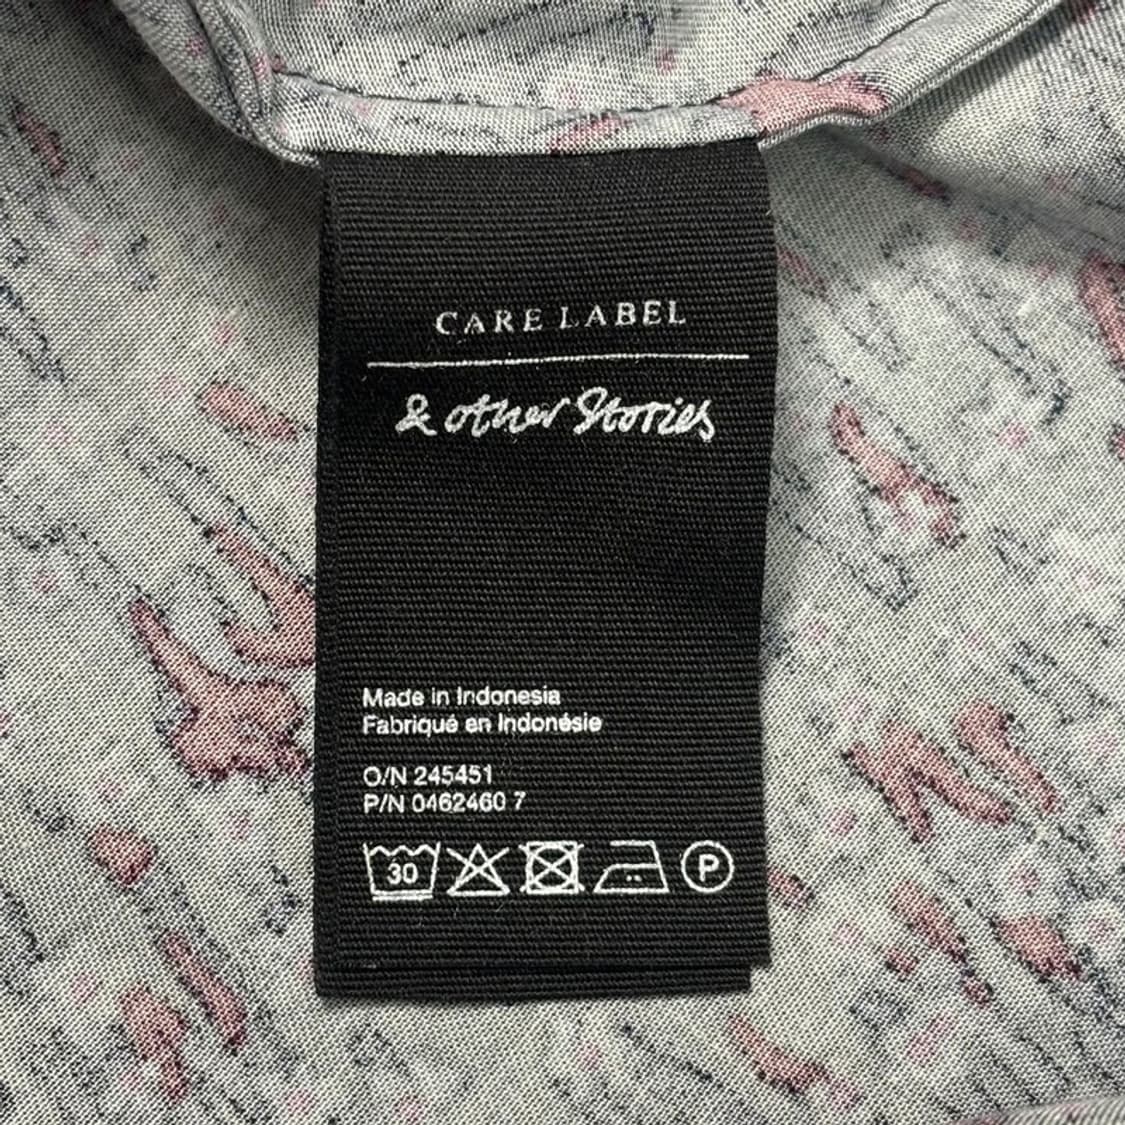 CARE LABEL
& other Stories
Made in Indonesia
Fabriqué en Indonésie
O/N 245451
P/N 0462460 7
30
P